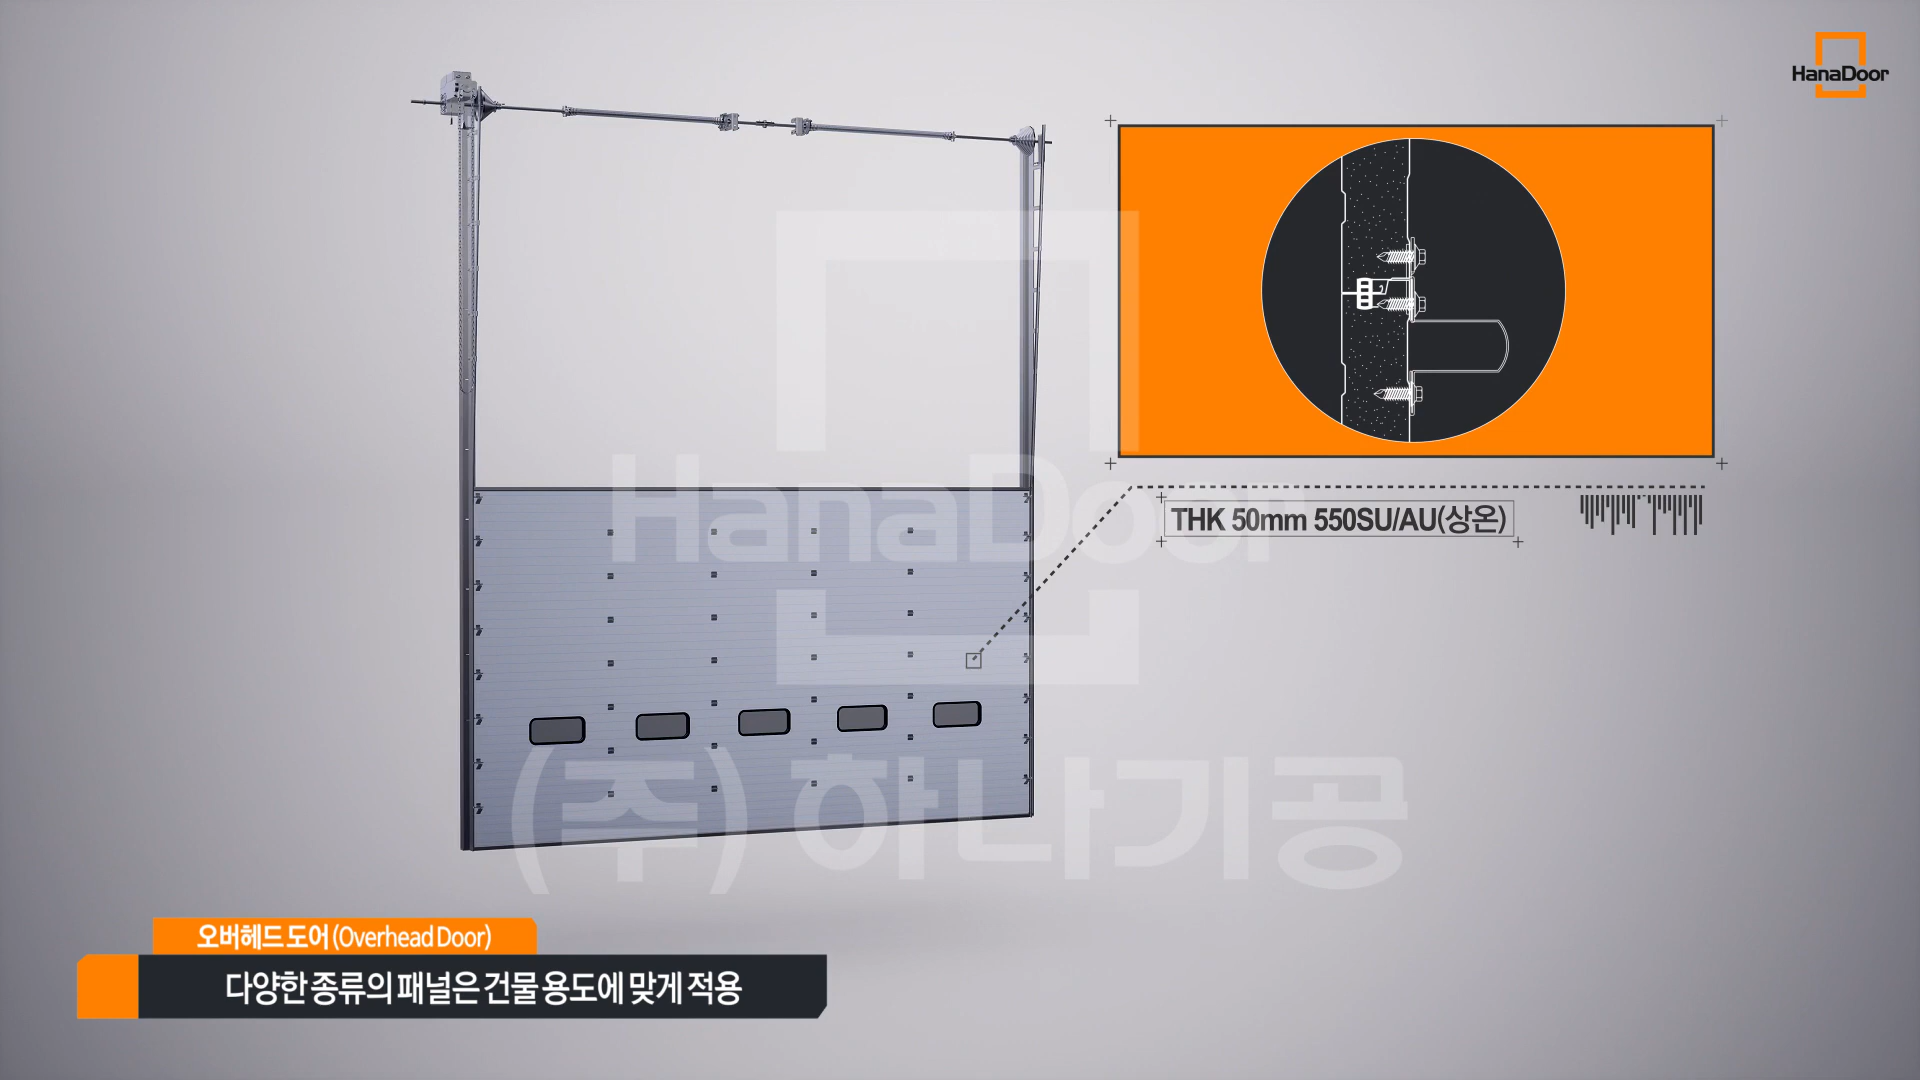 HanaDoor
THK 50mm 550SU/AU(상온)
HanaDoor
(주)하나기공
오버헤드 도어 (Overhead Door)
다양한 종류의 패널은 건물 용도에 맞게 적용